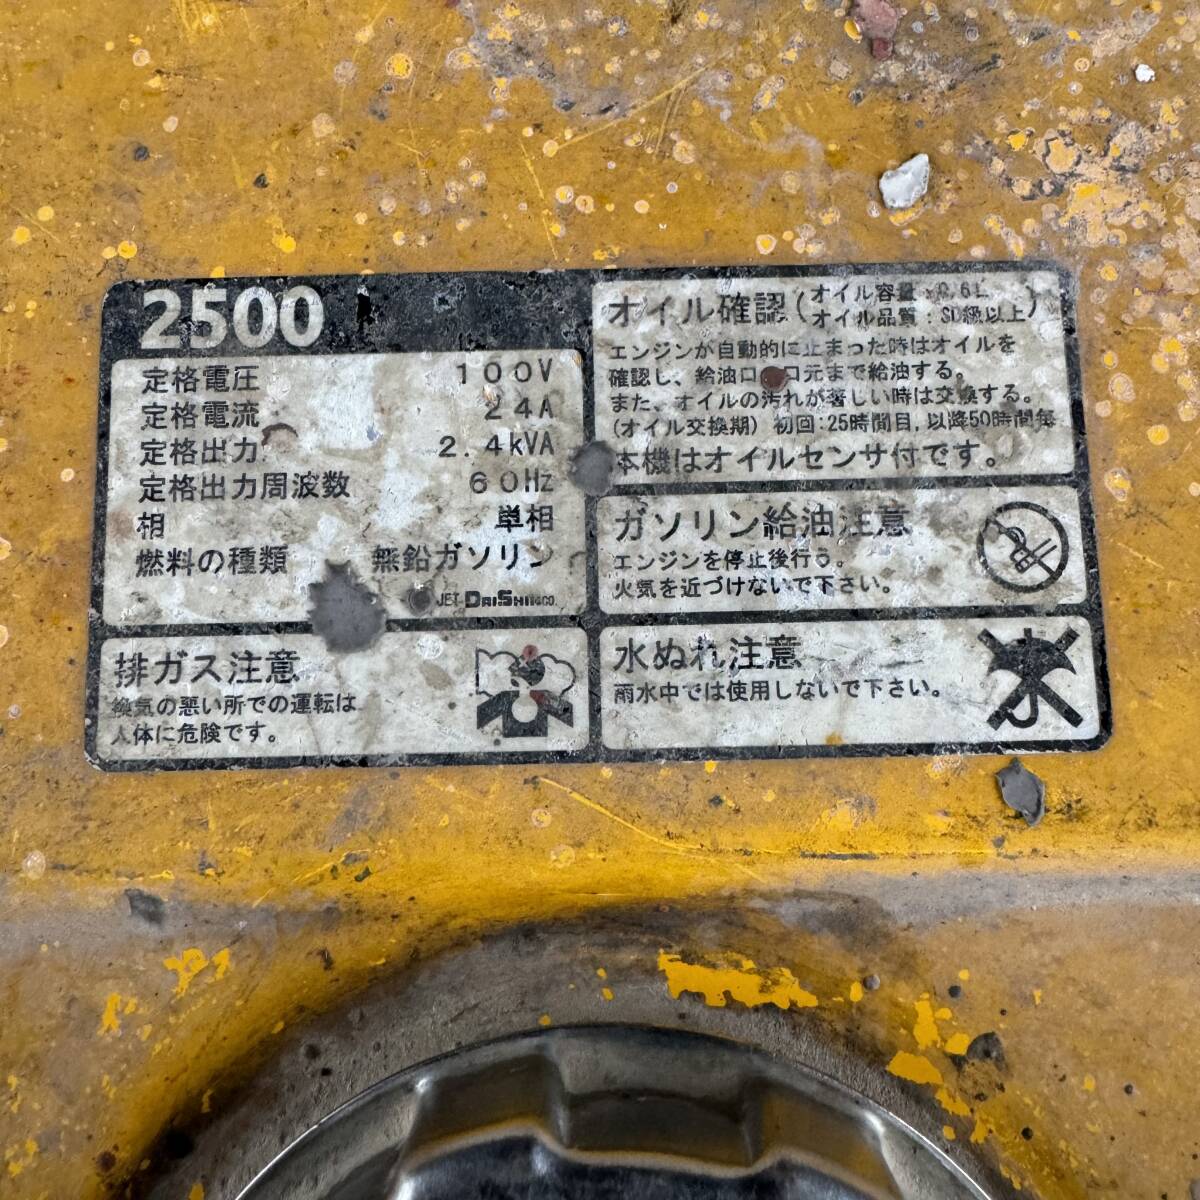 2500
定格電圧 100V
定格電流 24A
定格出力 2.4kVA
定格出力周波数 60Hz
相 単相
燃料の種類 無鉛ガソリン
JET DAISHIN&CO.
排ガス注意
換気の悪い所での運転は
人体に危険です。
オイル確認(オイル容量:0.6L
オイル品質:SD級以上)
エンジンが自動的に止まった時はオイルを
確認し、給油口 口元まで給油する。
また、オイルの汚れが著しい時は交換する。
(オイル交換期) 初回:25時間目,以降50時間毎
本機はオイルセンサ付です。
ガソリン給油注意
エンジンを停止後行う。
火気を近づけないで下さい。
水ぬれ注意
雨水中では使用しないで下さい。